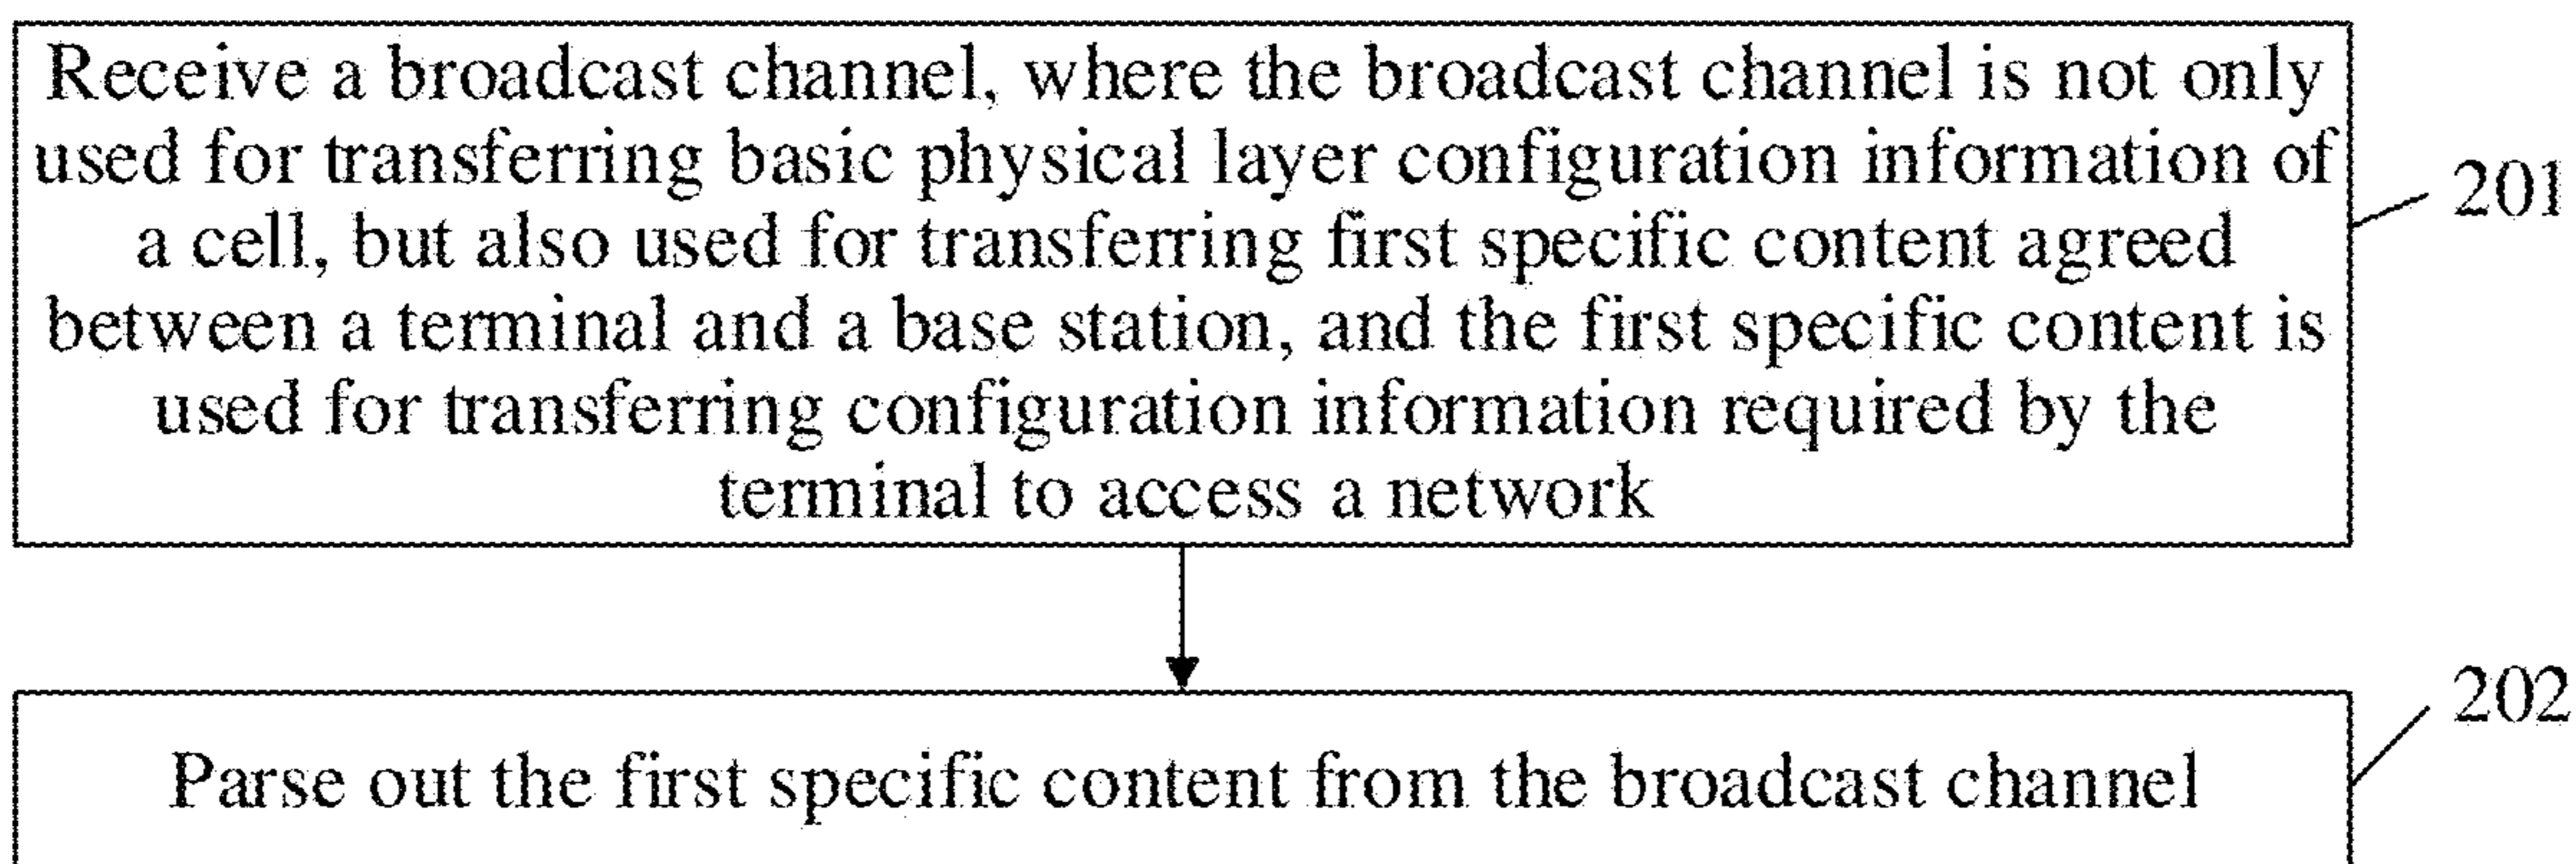 Receive a broadcast channel, where the broadcast channel is not only
used for transferring basic physical layer configuration information of
a cell, but also used for transferring first specific content agreed
between a terminal and a base station, and the first specific content is
used for transferring configuration information required by the
terminal to access a network
201
202
Parse out the first specific content from the broadcast channel